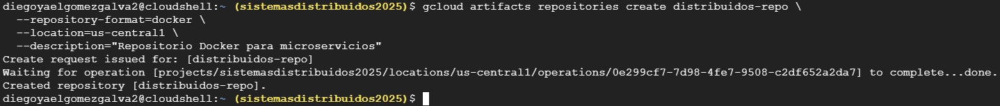 diegoyaelgomezgalva2@cloudshell:~ (sistemasdistribuidos2025)$ gcloud artifacts repositories create distribuidos-repo \
  --repository-format=docker \
  --location=us-central1 \
  --description="Repositorio Docker para microservicios"
Create request issued for: [distribuidos-repo]
Waiting for operation [projects/sistemasdistribuidos2025/locations/us-central1/operations/0e299cf7-7d98-4fe7-9508-c2df652a2da7] to complete...done.
Created repository [distribuidos-repo].
diegoyaelgomezgalva2@cloudshell:~ (sistemasdistribuidos2025)$